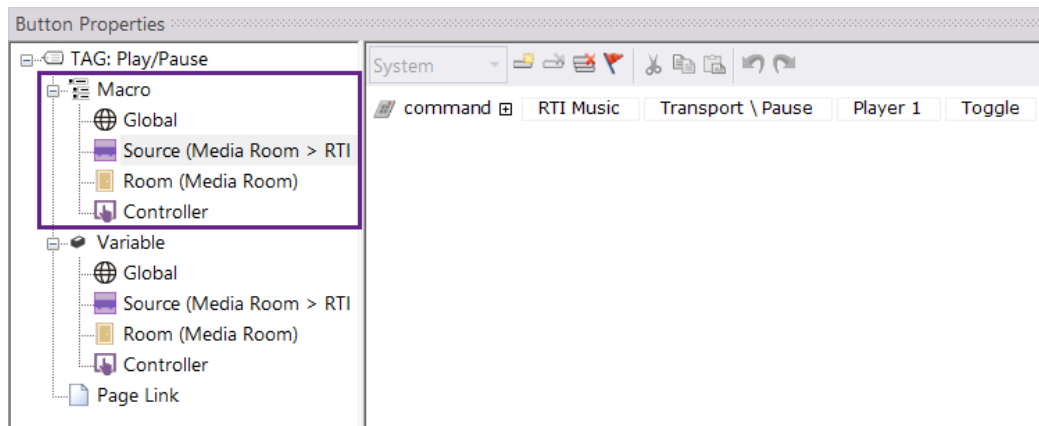 Button Properties
TAG: Play/Pause
Macro
Global
Source (Media Room > RTI
Room (Media Room)
Controller
Variable
Global
Source (Media Room > RTI
Room (Media Room)
Controller
Page Link
System
command RTI Music Transport \ Pause Player 1 Toggle